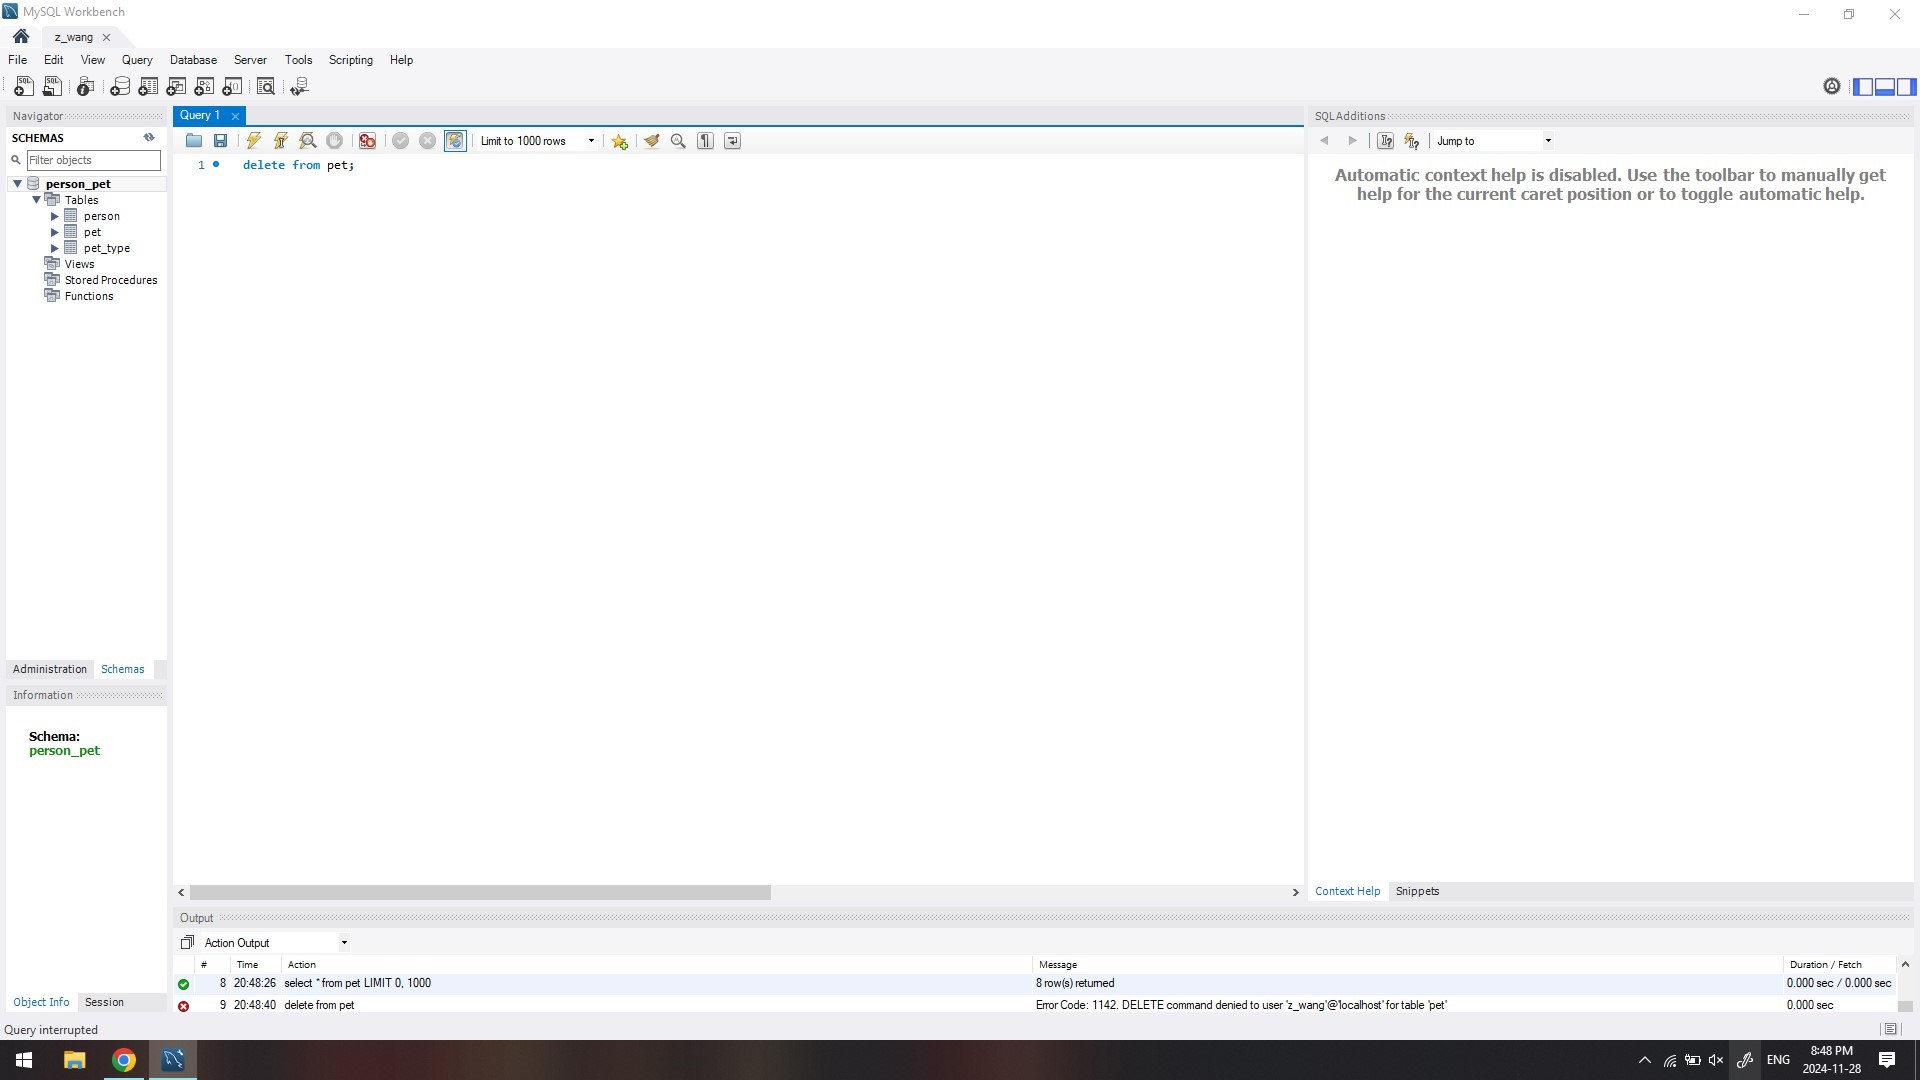 MySQL Workbench
z_wang
File Edit View Query Database Server Tools Scripting Help
Navigator
SCHEMAS
Filter objects
person_pet
Tables
person
pet
pet_type
Views
Stored Procedures
Functions
Administration Schemas
Information
Schema:
person_pet
Object Info Session
Query 1
Limit to 1000 rows
1 delete from pet;
SQLAdditions
Jump to
Automatic context help is disabled. Use the toolbar to manually get
help for the current caret position or to toggle automatic help.
Context Help Snippets
Output
Action Output
# Time Action Message Duration / Fetch
8 20:48:26 select * from pet LIMIT 0, 1000 8 row(s) returned 0.000 sec / 0.000 sec
9 20:48:40 delete from pet Error Code: 1142. DELETE command denied to user 'z_wang'@'localhost' for table 'pet' 0.000 sec
Query interrupted
ENG
8:48 PM
2024-11-28